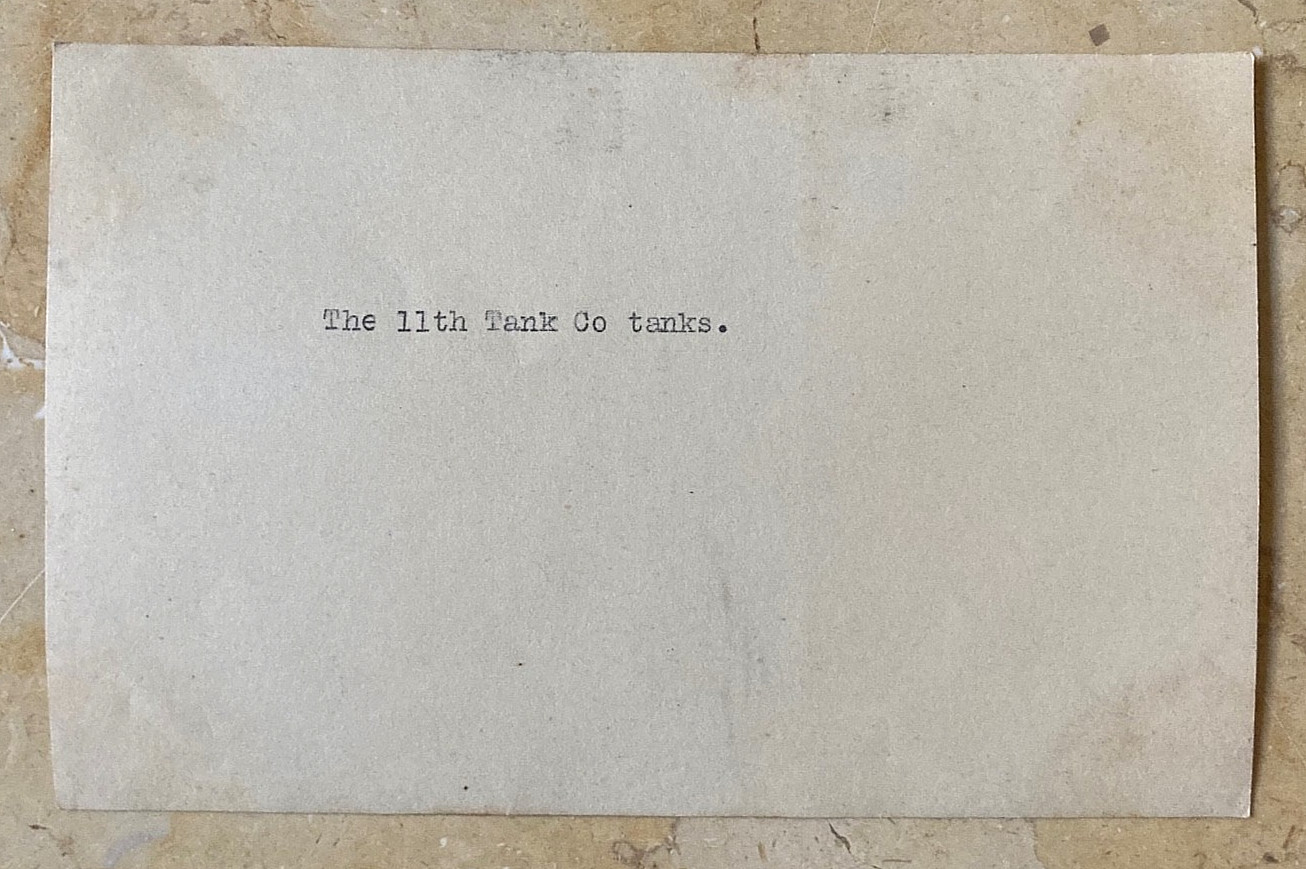 The 11th Tank Co tanks.